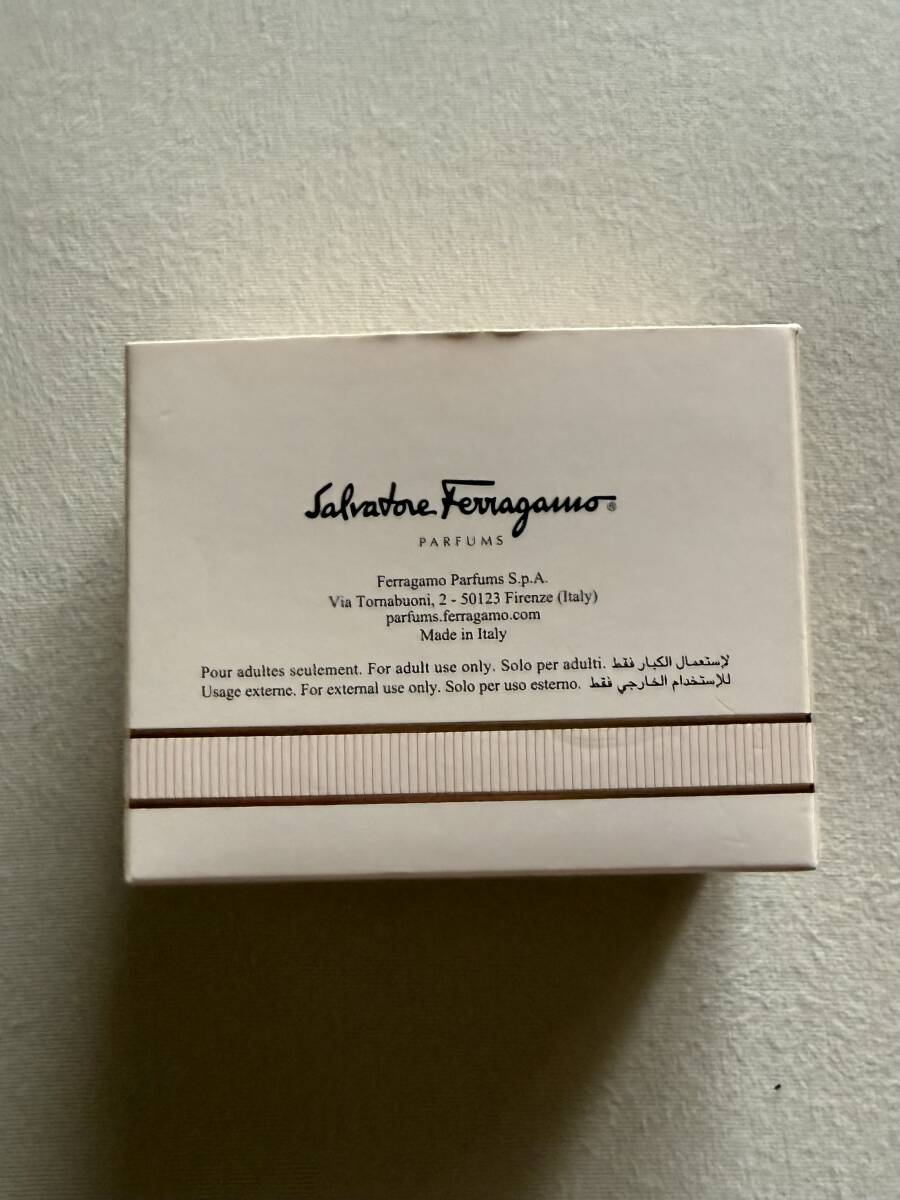 Salvatore Ferragamo®
PARFUMS
Ferragamo Parfums S.p.A.
Via Tornabuoni, 2 - 50123 Firenze (Italy)
parfums.ferragamo.com
Made in Italy
Pour adultes seulement. For adult use only. Solo per adulti. لإستعمال الكبار فقط
Usage externe. For external use only. Solo per uso esterno. للإستخدام الخارجي فقط